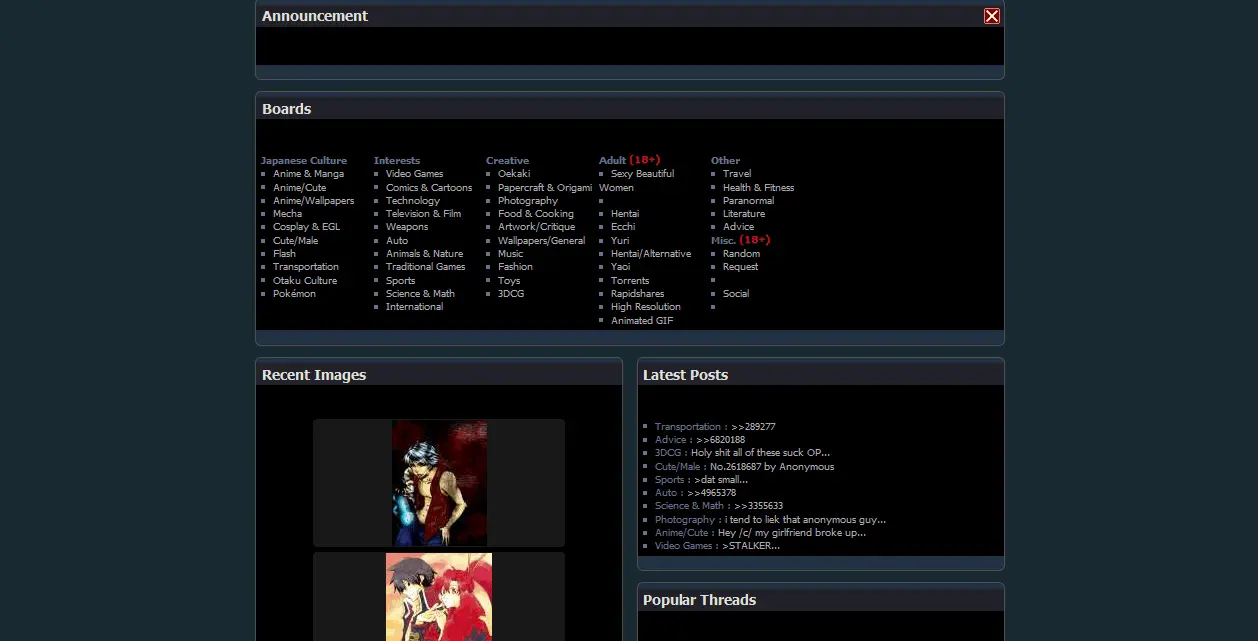 Announcement
Boards
Japanese Culture
Anime & Manga
Anime/Cute
Anime/Wallpapers
Mecha
Cosplay & EGL
Cute/Male
Flash
Transportation
Otaku Culture
Pokémon
Interests
Video Games
Comics & Cartoons
Technology
Television & Film
Weapons
Auto
Animals & Nature
Traditional Games
Sports
Science & Math
International
Creative
Oekaki
Papercraft & Origami
Photography
Food & Cooking
Artwork/Critique
Wallpapers/General
Music
Fashion
Toys
3DCG
Adult (18+)
Sexy Beautiful
Women
Hentai
Ecchi
Yuri
Hentai/Alternative
Yaoi
Torrents
Rapidshares
High Resolution
Animated GIF
Other
Travel
Health & Fitness
Paranormal
Literature
Advice
Misc. (18+)
Random
Request
Social
Recent Images
Latest Posts
Transportation : >>289277
Advice : >>6820188
3DCG : Holy shit all of these suck OP...
Cute/Male : No.2618687 by Anonymous
Sports : >dat small...
Auto : >>4965378
Science & Math : >>3355633
Photography : i tend to liek that anonymous guy...
Anime/Cute : Hey /c/ my girlfriend broke up...
Video Games : >STALKER...
Popular Threads